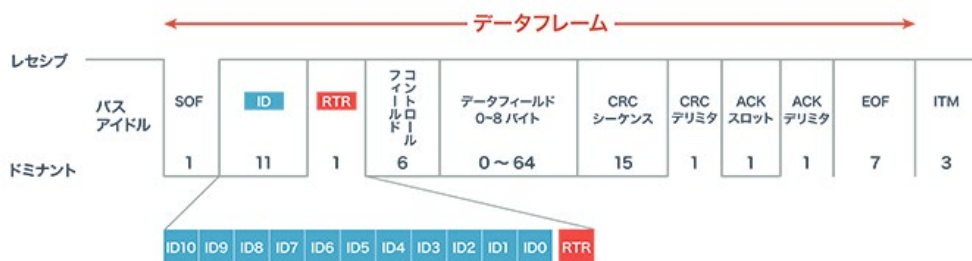 データフレーム
レセシブ
バス
アイドル
SOF
ID
RTR
コントロール
フィールド
データフィールド
0~8 バイト
CRC
シーケンス
CRC
デリミタ
ACK
スロット
ACK
デリミタ
EOF
ITM
ドミナント
1
11
1
6
0 ~ 64
15
1
1
1
7
3
ID10 ID9 ID8 ID7 ID6 ID5 ID4 ID3 ID2 ID1 ID0 RTR